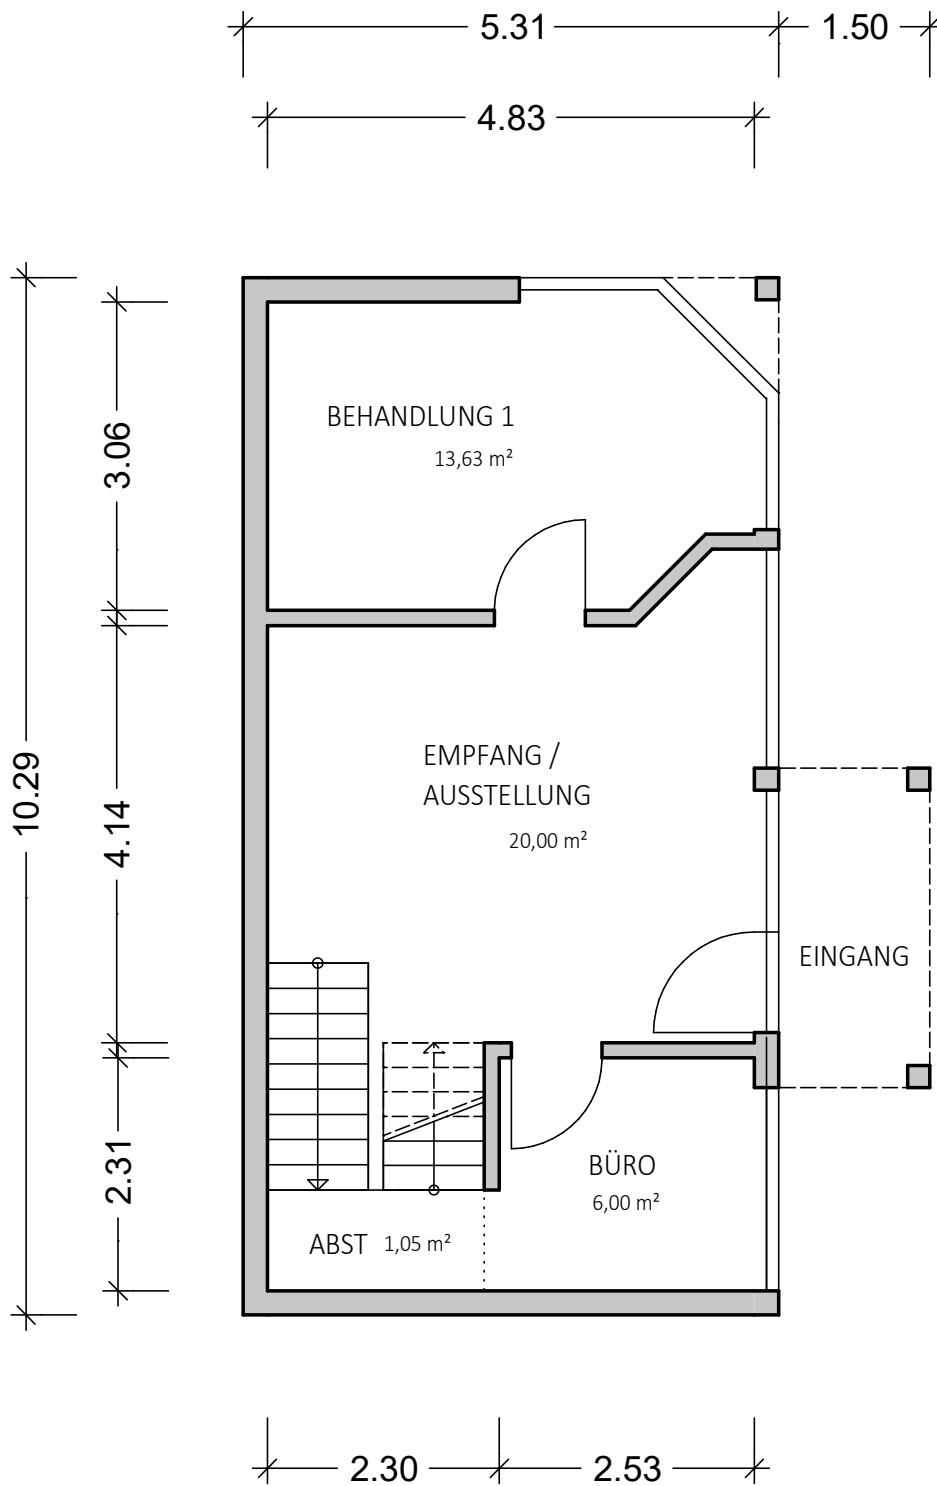 5.31
1.50
4.83
BEHANDLUNG 1
13,63 m²
3.06
EMPFANG /
AUSSTELLUNG
20,00 m²
10.29
4.14
EINGANG
BÜRO
6,00 m²
2.31
ABST 1,05 m²
2.30
2.53